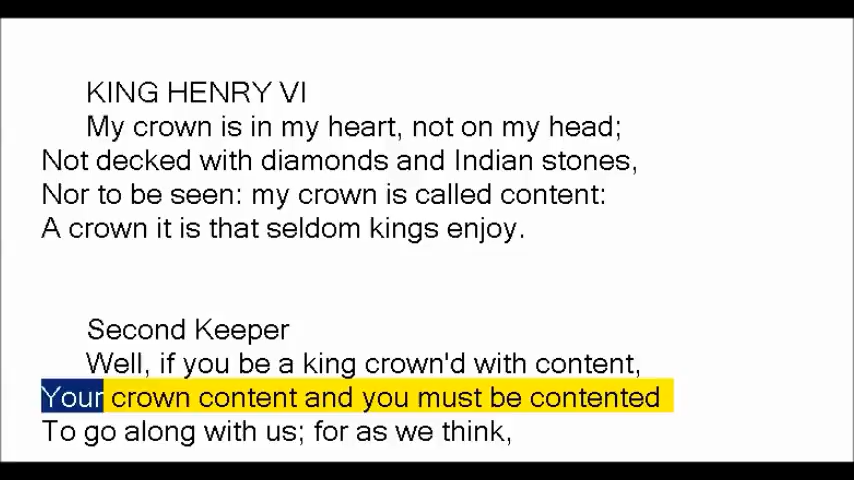 KING HENRY VI
My crown is in my heart, not on my head;
Not decked with diamonds and Indian stones,
Nor to be seen: my crown is called content:
A crown it is that seldom kings enjoy.
Second Keeper
Well, if you be a king crown'd with content,
Your crown content and you must be contented
To go along with us; for as we think,